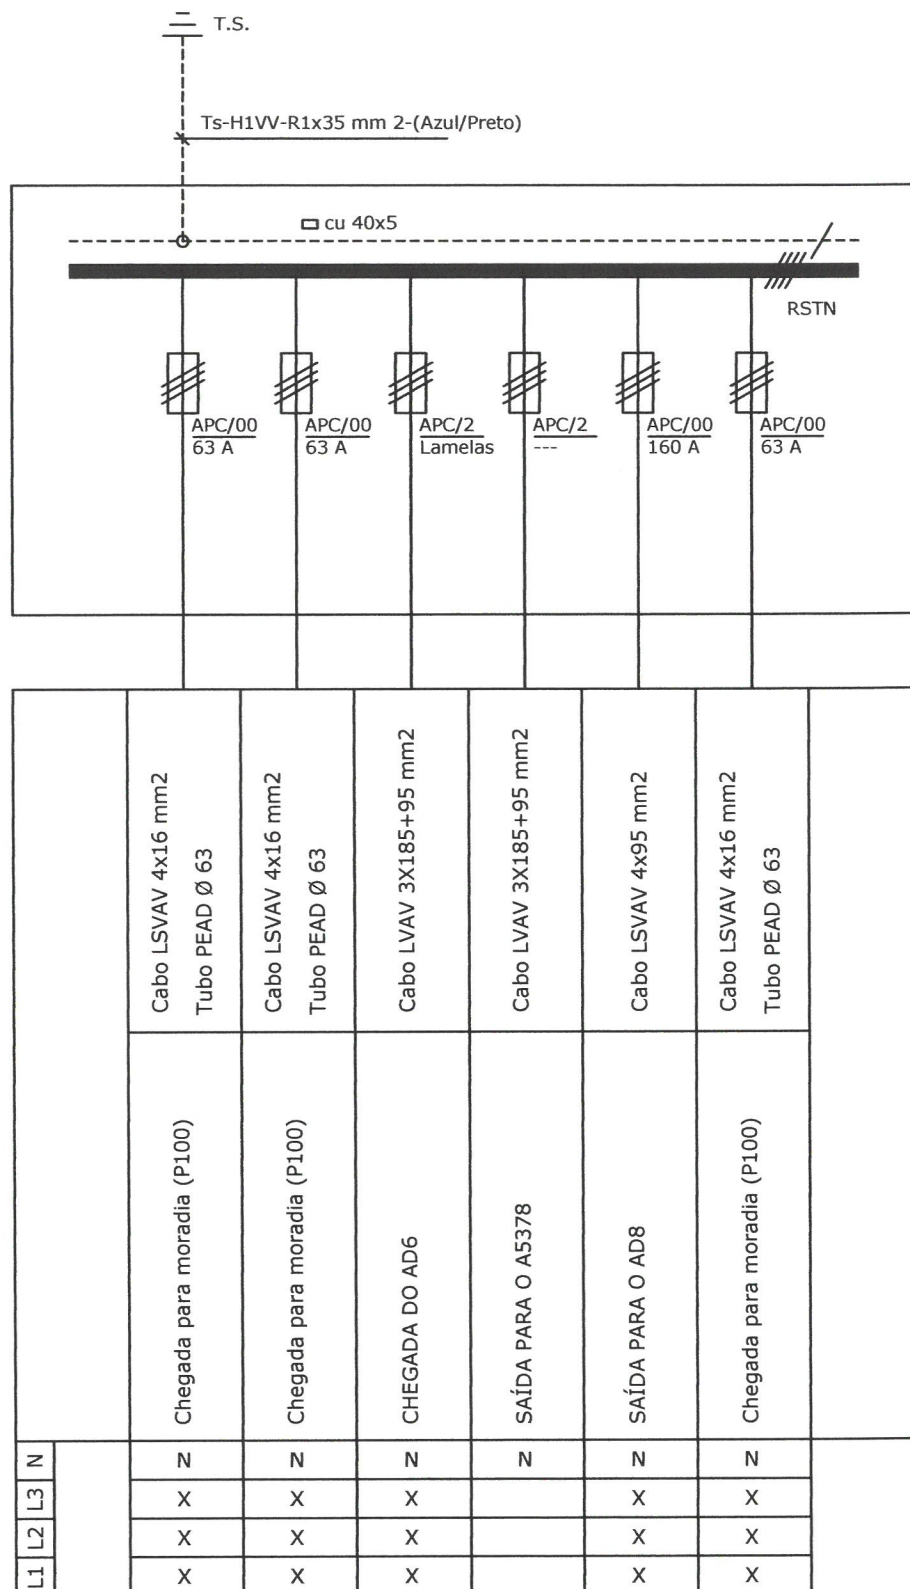 T.S.
Ts-H1VV-R1x35 mm 2-(Azul/Preto)
cu 40x5
RSTN
APC/00
63 A
APC/00
63 A
APC/2
Lamelas
APC/2
---
APC/00
160 A
APC/00
63 A
Cabo LSVAV 4x16 mm2
Tubo PEAD Ø 63
Cabo LSVAV 4x16 mm2
Tubo PEAD Ø 63
Cabo LVAV 3X185+95 mm2
Cabo LVAV 3X185+95 mm2
Cabo LSVAV 4x95 mm2
Cabo LSVAV 4x16 mm2
Tubo PEAD Ø 63
Chegada para moradia (P100)
Chegada para moradia (P100)
CHEGADA DO AD6
SAÍDA PARA O A5378
SAÍDA PARA O AD8
Chegada para moradia (P100)
N N N N N N N
L3 X X X X X
L2 X X X X X
L1 X X X X X